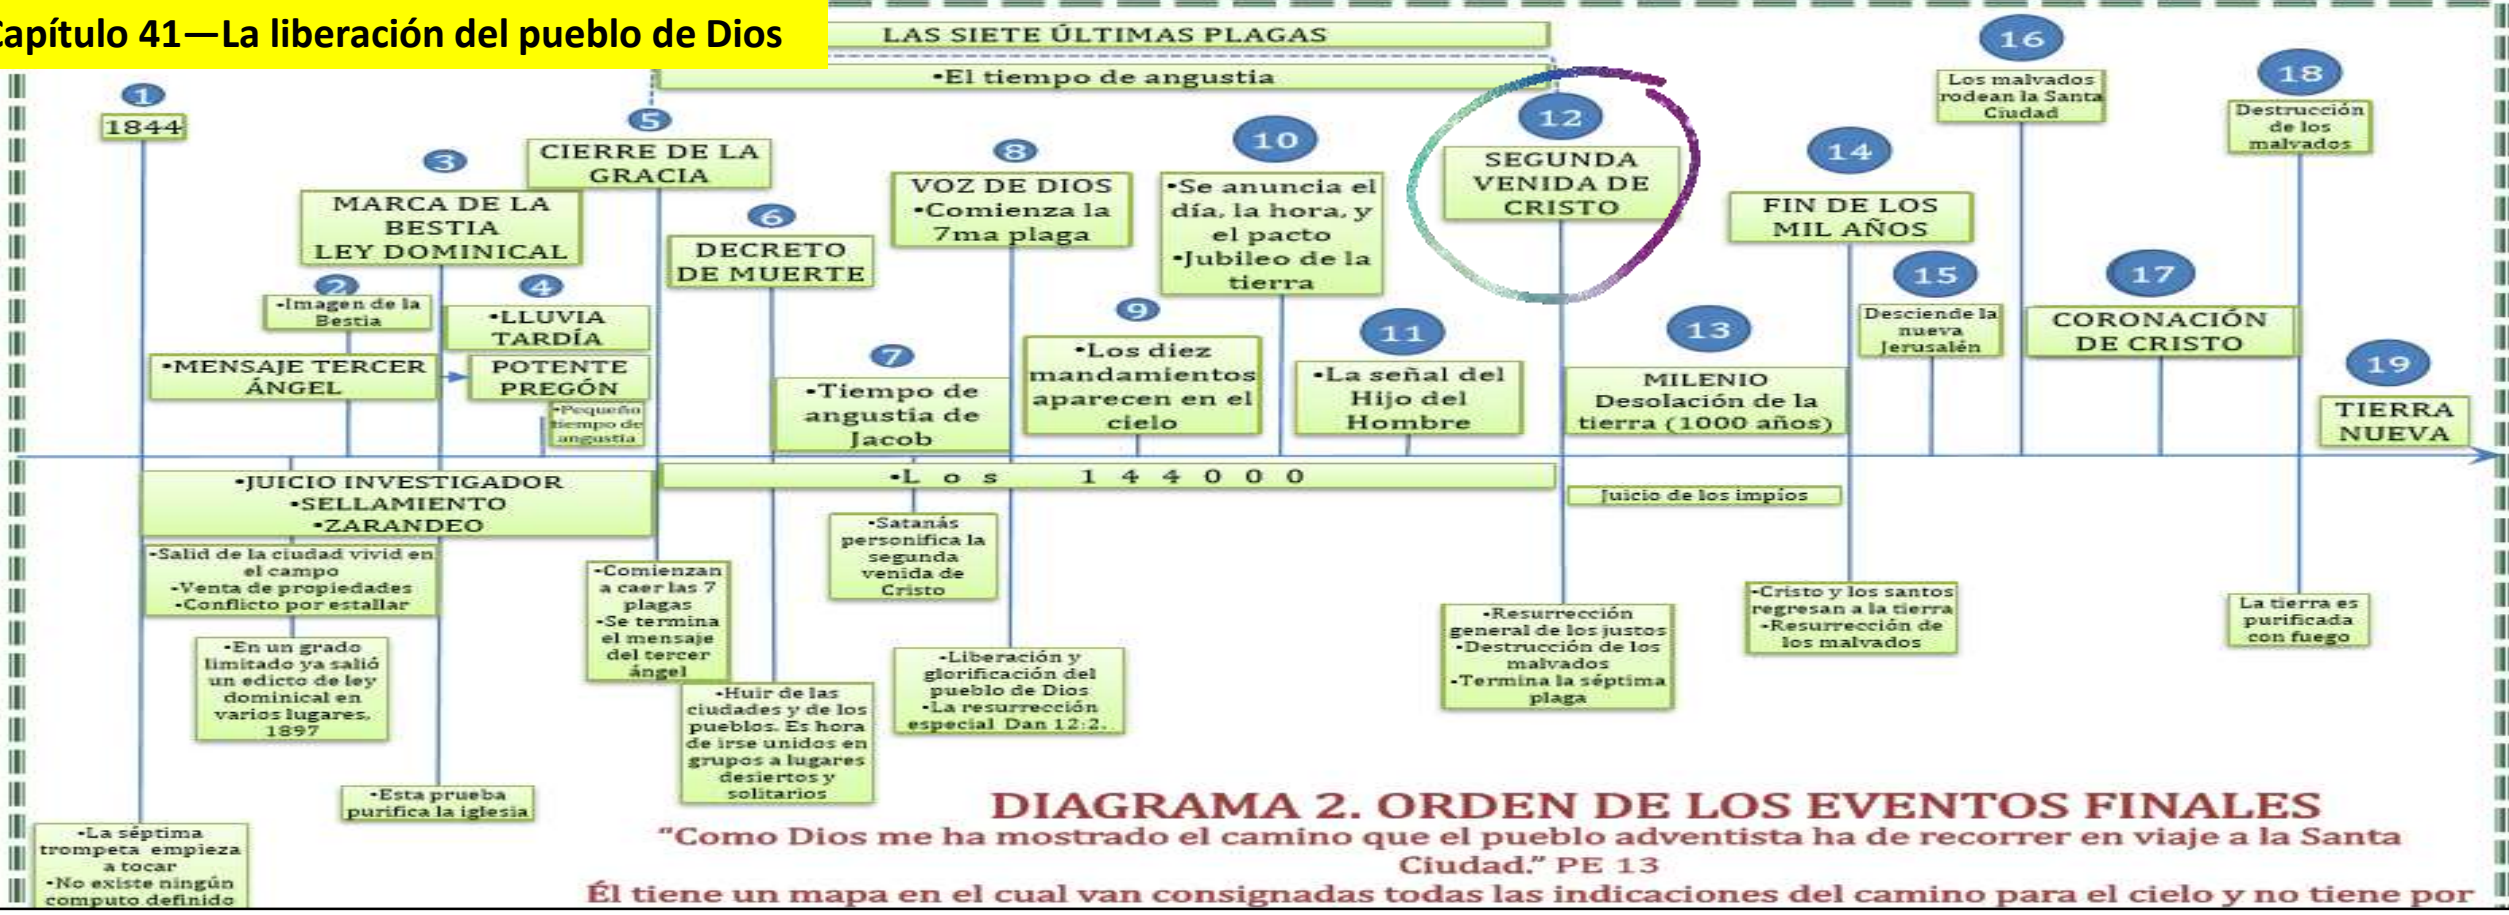 Capítulo 41—La liberación del pueblo de Dios
LAS SIETE ÚLTIMAS PLAGAS
•El tiempo de angustia
1
1844
2
•Imagen de la
Bestia
•MENSAJE TERCER
ÁNGEL
3
MARCA DE LA
BESTIA
LEY DOMINICAL
4
•LLUVIA
TARDÍA
POTENTE
PREGÓN
•Pequeño
tiempo de
angustia
5
CIERRE DE LA
GRACIA
6
DECRETO
DE MUERTE
7
•Tiempo de
angustia de
Jacob
8
VOZ DE DIOS
•Comienza la
7ma plaga
9
•Los diez
mandamientos
aparecen en el
cielo
10
•Se anuncia el
día, la hora, y
el pacto
•Jubileo de la
tierra
11
•La señal del
Hijo del
Hombre
12
SEGUNDA
VENIDA DE
CRISTO
13
MILENIO
Desolación de la
tierra (1000 años)
14
FIN DE LOS
MIL AÑOS
15
Desciende la
nueva
Jerusalén
16
Los malvados
rodean la Santa
Ciudad
17
CORONACIÓN
DE CRISTO
18
Destrucción
de los
malvados
19
TIERRA
NUEVA
•JUICIO INVESTIGADOR
•SELLAMIENTO
•ZARANDEO
•L o s 1 4 4 0 0 0
Juicio de los impíos
•Salid de la ciudad vivid en
el campo
•Venta de propiedades
•Conflicto por estallar
•En un grado
limitado ya salió
un edicto de ley
dominical en
varios lugares,
1897
•Esta prueba
purifica la iglesia
•La séptima
trompeta empieza
a tocar
•No existe ningún
computo definido
•Comienzan
a caer las 7
plagas
•Se termina
el mensaje
del tercer
ángel
•Huir de las
ciudades y de los
pueblos. Es hora
de irse unidos en
grupos a lugares
desiertos y
solitarios
•Satanás
personifica la
segunda
venida de
Cristo
•Liberación y
glorificación del
pueblo de Dios
•La resurrección
especial Dan 12:2.
•Resurrección
general de los justos
•Destrucción de los
malvados
•Termina la séptima
plaga
•Cristo y los santos
regresan a la tierra
•Resurrección de
los malvados
La tierra es
purificada
con fuego
DIAGRAMA 2. ORDEN DE LOS EVENTOS FINALES
"Como Dios me ha mostrado el camino que el pueblo adventista ha de recorrer en viaje a la Santa
Ciudad." PE 13
Él tiene un mapa en el cual van consignadas todas las indicaciones del camino para el cielo y no tiene por